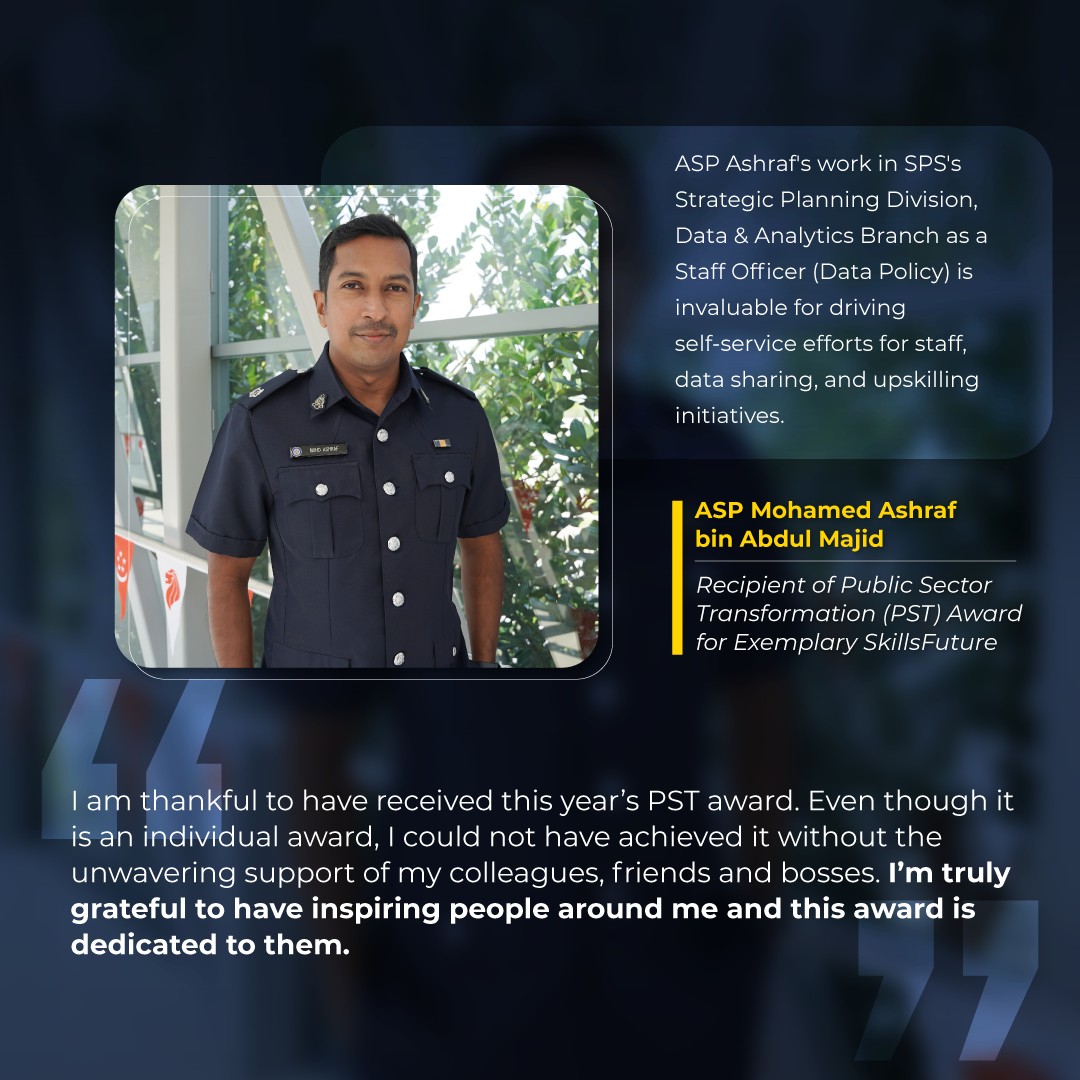 ASP Ashraf's work in SPS's
Strategic Planning Division,
Data & Analytics Branch as a
Staff Officer (Data Policy) is
invaluable for driving
self-service efforts for staff,
data sharing, and upskilling
initiatives.
MOHD ASHRAF
ASP Mohamed Ashraf
bin Abdul Majid
Recipient of Public Sector
Transformation (PST) Award
for Exemplary SkillsFuture
I am thankful to have received this year’s PST award. Even though it
is an individual award, I could not have achieved it without the
unwavering support of my colleagues, friends and bosses. I’m truly
grateful to have inspiring people around me and this award is
dedicated to them.